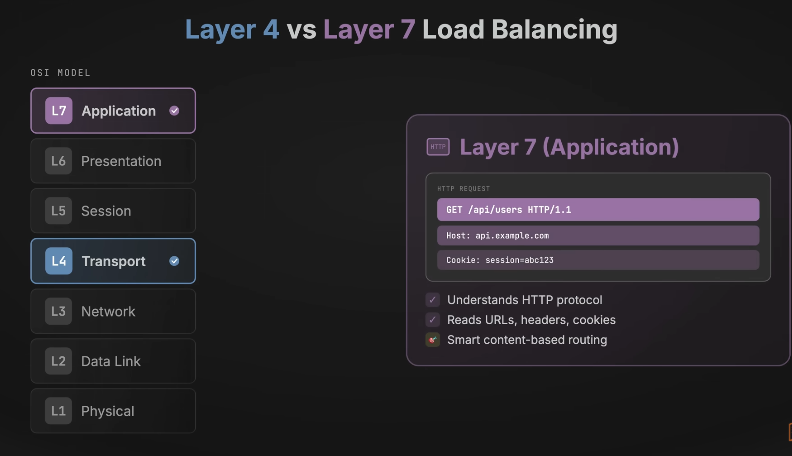 Layer 4 vs Layer 7 Load Balancing
OSI MODEL
L7 Application
L6 Presentation
L5 Session
L4 Transport
L3 Network
L2 Data Link
L1 Physical
HTTP Layer 7 (Application)
HTTP REQUEST
GET /api/users HTTP/1.1
Host: api.example.com
Cookie: session=abc123
Understands HTTP protocol
Reads URLs, headers, cookies
Smart content-based routing